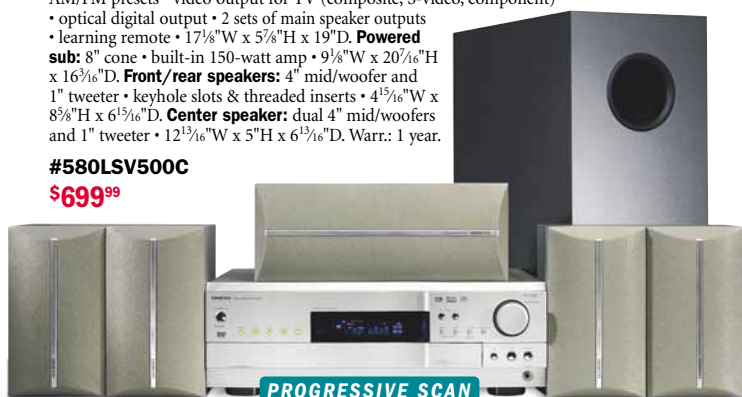 AM/FM presets • video output for TV (composite, S-video, component)
• optical digital output • 2 sets of main speaker outputs
• learning remote • 17⅛"W x 5⅞"H x 19"D. Powered
sub: 8" cone • built-in 150-watt amp • 9⅛"W x 20⁷⁄₁₆"H
x 16³⁄₁₆"D. Front/rear speakers: 4" mid/woofer and
1" tweeter • keyhole slots & threaded inserts • 4¹⁵⁄₁₆"W x
8⅝"H x 6¹⁵⁄₁₆"D. Center speaker: dual 4" mid/woofers
and 1" tweeter • 12¹³⁄₁₆"W x 5"H x 6¹³⁄₁₆"D. Warr.: 1 year.
#580LSV500C
$699⁹⁹
ONKYO
PROGRESSIVE SCAN